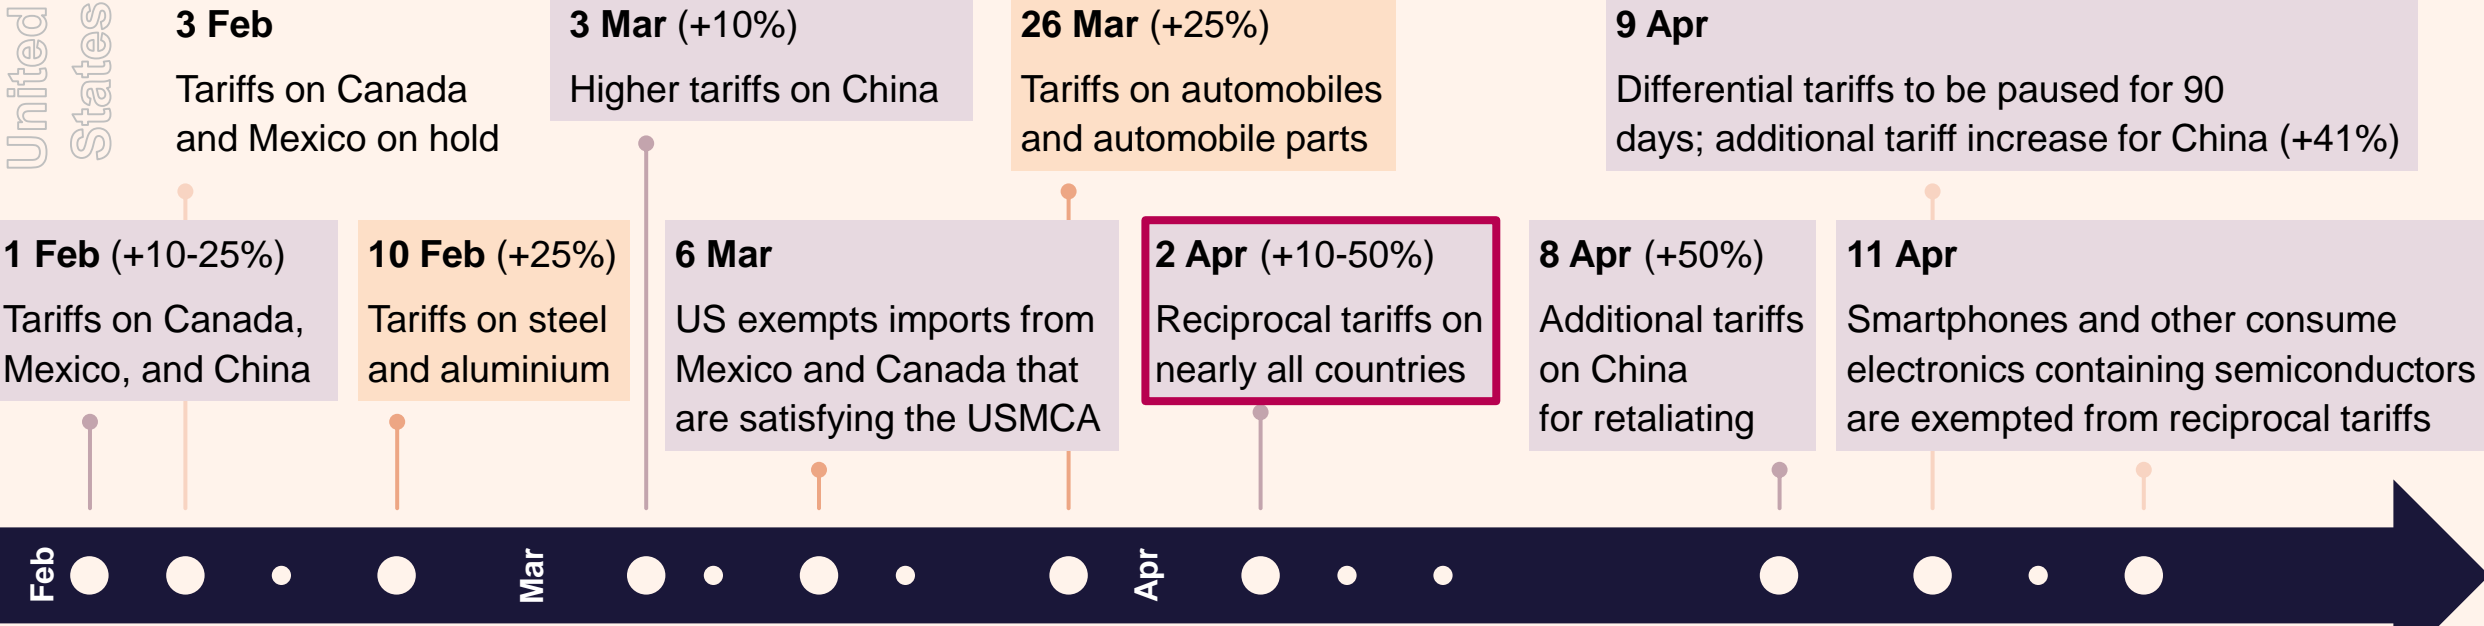 United
States
3 Feb
Tariffs on Canada
and Mexico on hold
3 Mar (+10%)
Higher tariffs on China
26 Mar (+25%)
Tariffs on automobiles
and automobile parts
9 Apr
Differential tariffs to be paused for 90
days; additional tariff increase for China (+41%)
1 Feb (+10-25%)
Tariffs on Canada,
Mexico, and China
10 Feb (+25%)
Tariffs on steel
and aluminium
6 Mar
US exempts imports from
Mexico and Canada that
are satisfying the USMCA
2 Apr (+10-50%)
Reciprocal tariffs on
nearly all countries
8 Apr (+50%)
Additional tariffs
on China
for retaliating
11 Apr
Smartphones and other consume
electronics containing semiconductors
are exempted from reciprocal tariffs
Feb
Mar
Apr